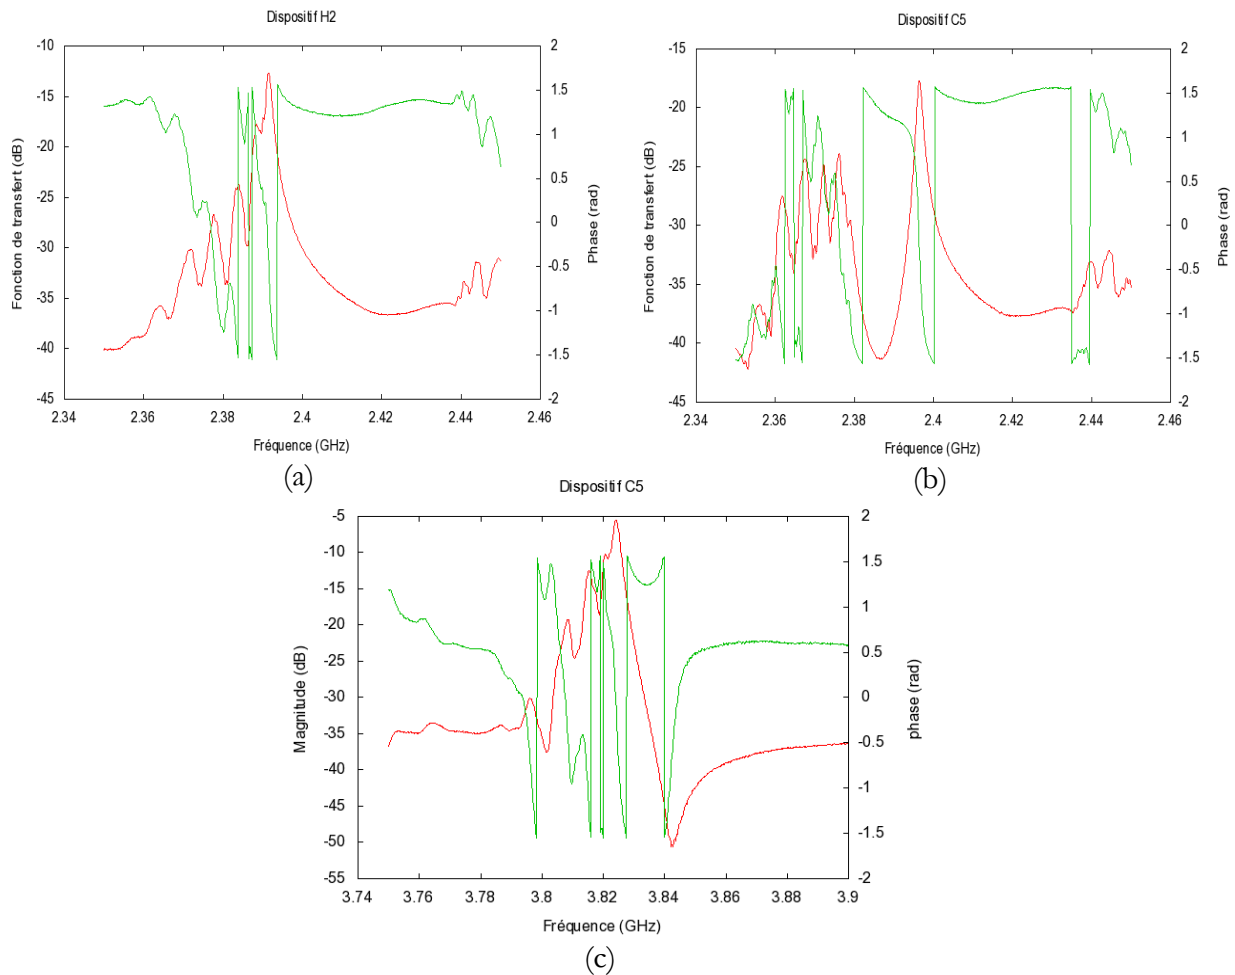 Dispositif H2
-10
-15
-20
-25
-30
-35
-40
-45
Fonction de transfert (dB)
2
1.5
1
0.5
0
-0.5
-1
-1.5
-2
Phase (rad)
2.34 2.36 2.38 2.4 2.42 2.44 2.46
Fréquence (GHz)
(a)
Dispositif C5
-15
-20
-25
-30
-35
-40
-45
Fonction de transfert (dB)
2
1.5
1
0.5
0
-0.5
-1
-1.5
-2
Phase (rad)
2.34 2.36 2.38 2.4 2.42 2.44 2.46
Fréquence (GHz)
(b)
Dispositif C5
-5
-10
-15
-20
-25
-30
-35
-40
-45
-50
-55
Magnitude (dB)
2
1.5
1
0.5
0
-0.5
-1
-1.5
-2
phase (rad)
3.74 3.76 3.78 3.8 3.82 3.84 3.86 3.88 3.9
Fréquence (GHz)
(c)